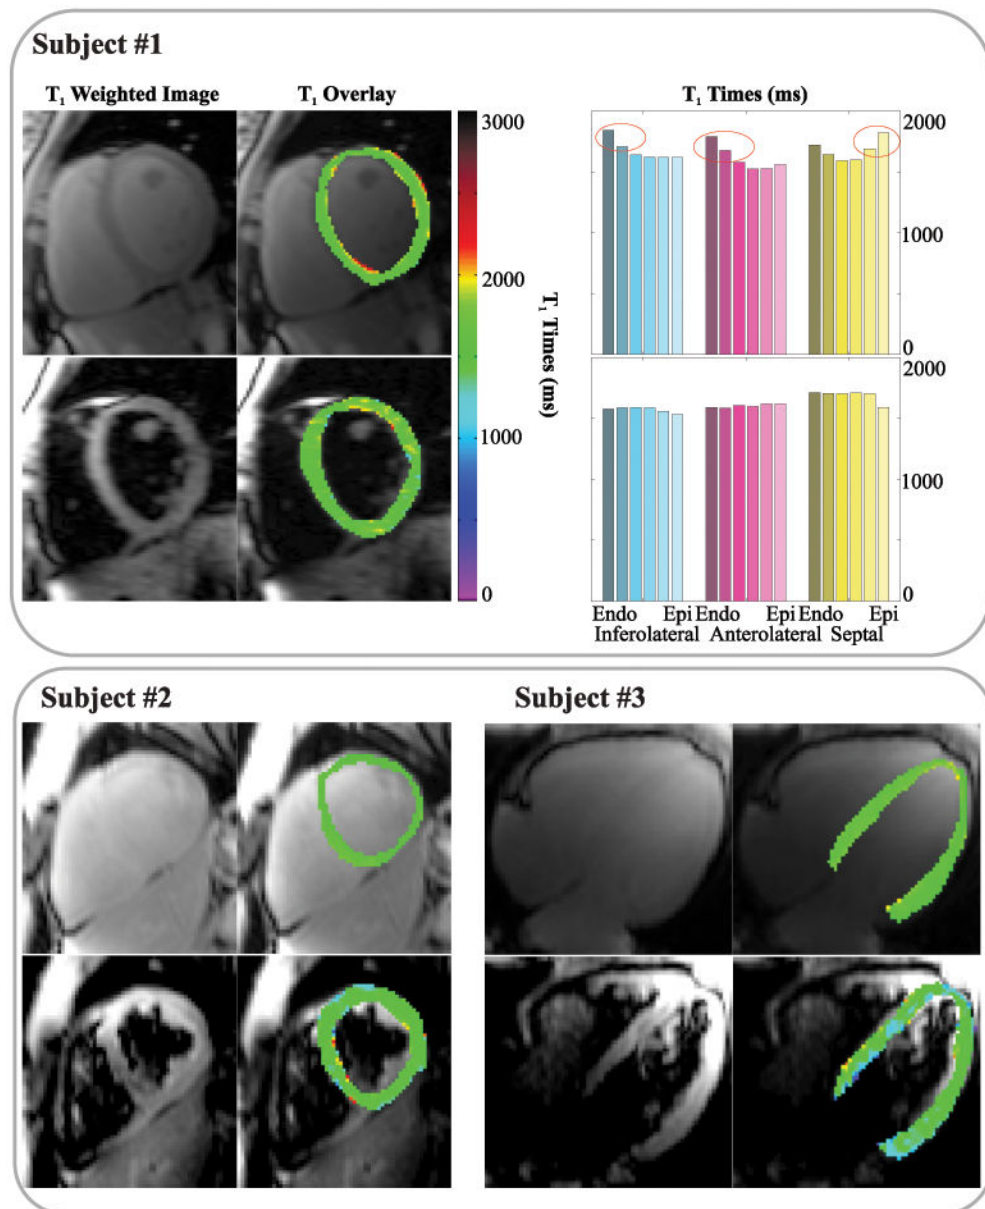 Subject #1
T₁ Weighted Image T₁ Overlay T₁ Times (ms)
3000
2000
1000
0
T₁ Times (ms)
2000
1000
0
2000
1000
0
Endo Epi Endo Epi Endo Epi
Inferolateral Anterolateral Septal
Subject #2 Subject #3